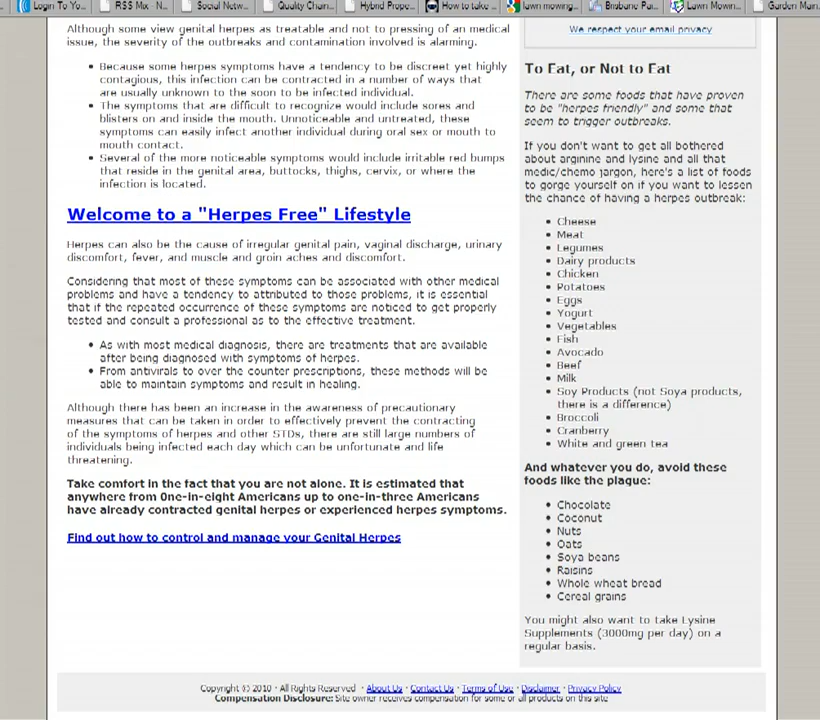 Login To Yo...
RSS Mix - N...
Social Netw...
Quality Chan...
Hybrid Prope...
How to take ...
lawn mowing...
Brisbane Pai...
Lawn Mowin...
Garden Main
Although some view genital herpes as treatable and not to pressing of an medical
issue, the severity of the outbreaks and contamination involved is alarming.
Because some herpes symptoms have a tendency to be discreet yet highly
contagious, this infection can be contracted in a number of ways that
are usually unknown to the soon to be infected individual.
The symptoms that are difficult to recognize would include sores and
blisters on and inside the mouth. Unnoticeable and untreated, these
symptoms can easily infect another individual during oral sex or mouth to
mouth contact.
Several of the more noticeable symptoms would include irritable red bumps
that reside in the genital area, buttocks, thighs, cervix, or where the
infection is located.
Welcome to a "Herpes Free" Lifestyle
Herpes can also be the cause of irregular genital pain, vaginal discharge, urinary
discomfort, fever, and muscle and groin aches and discomfort.
Considering that most of these symptoms can be associated with other medical
problems and have a tendency to attributed to those problems, it is essential
that if the repeated occurrence of these symptoms are noticed to get properly
tested and consult a professional as to the effective treatment.
As with most medical diagnosis, there are treatments that are available
after being diagnosed with symptoms of herpes.
From antivirals to over the counter prescriptions, these methods will be
able to maintain symptoms and result in healing.
Although there has been an increase in the awareness of precautionary
measures that can be taken in order to effectively prevent the contracting
of the symptoms of herpes and other STDs, there are still large numbers of
individuals being infected each day which can be unfortunate and life
threatening.
Take comfort in the fact that you are not alone. It is estimated that
anywhere from 0ne-in-eight Americans up to one-in-three Americans
have already contracted genital herpes or experienced herpes symptoms.
Find out how to control and manage your Genital Herpes
We respect your email privacy
To Eat, or Not to Eat
There are some foods that have proven
to be "herpes friendly" and some that
seem to trigger outbreaks.
If you don't want to get all bothered
about arginine and lysine and all that
medic/chemo jargon, here's a list of foods
to gorge yourself on if you want to lessen
the chance of having a herpes outbreak:
Cheese
Meat
Legumes
Dairy products
Chicken
Potatoes
Eggs
Yogurt
Vegetables
Fish
Avocado
Beef
Milk
Soy Products (not Soya products,
there is a difference)
Broccoli
Cranberry
White and green tea
And whatever you do, avoid these
foods like the plague:
Chocolate
Coconut
Nuts
Oats
Soya beans
Raisins
Whole wheat bread
Cereal grains
You might also want to take Lysine
Supplements (3000mg per day) on a
regular basis.
Copyright © 2010 · All Rights Reserved · About Us · Contact Us · Terms of Use · Disclaimer · Privacy Policy
Compensation Disclosure: Site owner receives compensation for some or all products on this site